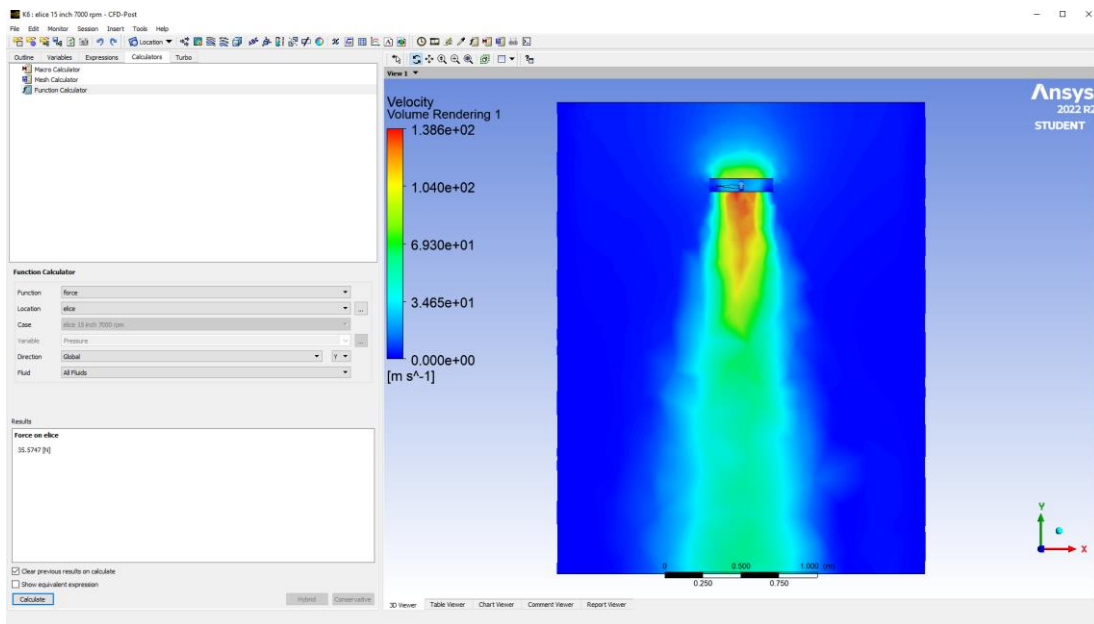 K6 : elice 15 inch 7000 rpm - CFD-Post
File Edit Monitor Session Insert Tools Help
Location
Outline Variables Expressions Calculators Turbo
Macro Calculator
Mesh Calculator
Function Calculator
Function Calculator
Function force
Location elice
...
Case elice 15 inch 7000 rpm
Variable Pressure
...
Direction Global Y
Fluid All Fluids
Results
Force on elice
35.5747 [N]
Clear previous results on calculate
Show equivalent expression
Calculate Hybrid Conservative
View 1
Velocity
Volume Rendering 1
1.386e+02
1.040e+02
6.930e+01
3.465e+01
0.000e+00
[m s^-1]
Ansys
2022 R2
STUDENT
Y
X
0 0.500 1.000 (m)
0.250 0.750
3D Viewer Table Viewer Chart Viewer Comment Viewer Report Viewer